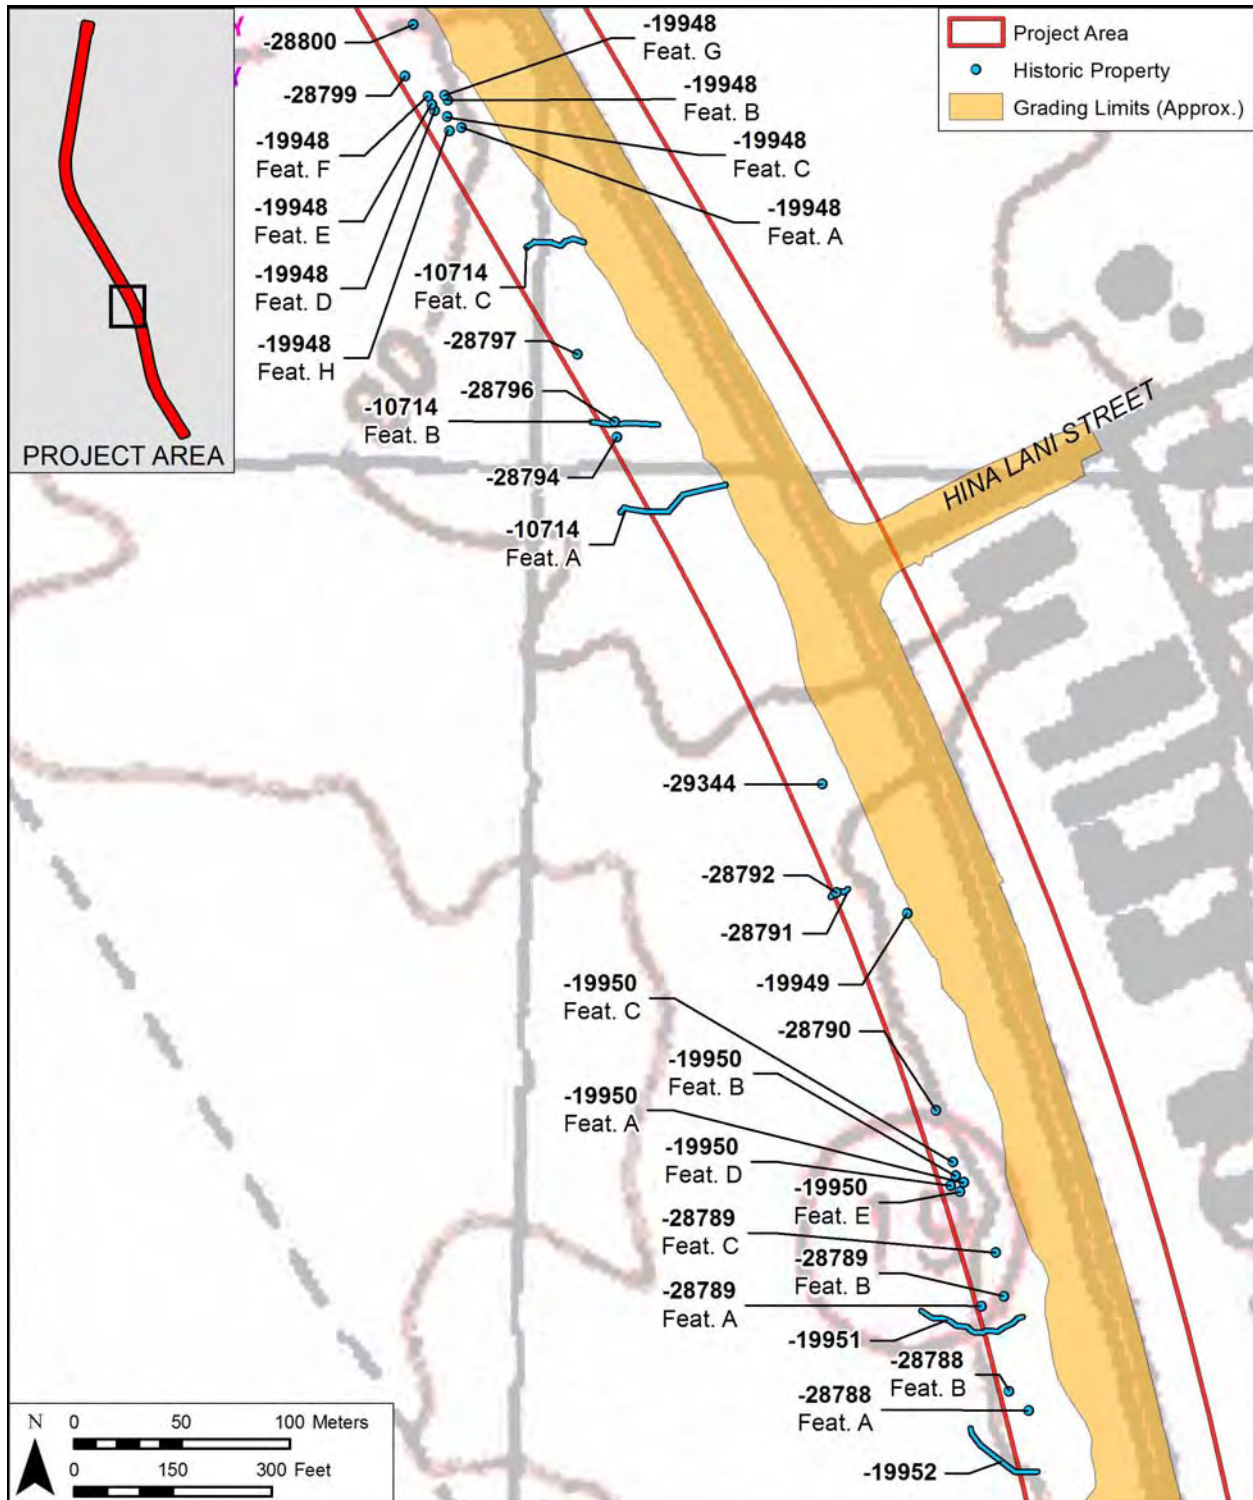 -28800
-19948
Feat. G
Project Area
Historic Property
Grading Limits (Approx.)
-28799
-19948
Feat. B
-19948
Feat. F
-19948
Feat. C
-19948
Feat. E
-19948
Feat. A
-19948
Feat. D
-10714
Feat. C
-19948
Feat. H
-28797
-28796
-10714
Feat. B
PROJECT AREA
-28794
HINA LANI STREET
-10714
Feat. A
-29344
-28792
-28791
-19949
-19950
Feat. C
-28790
-19950
Feat. B
-19950
Feat. A
-19950
Feat. D
-19950
Feat. E
-28789
Feat. C
-28789
Feat. B
-28789
Feat. A
-19951
-28788
Feat. B
-28788
Feat. A
-19952
N
0 50 100 Meters
0 150 300 Feet